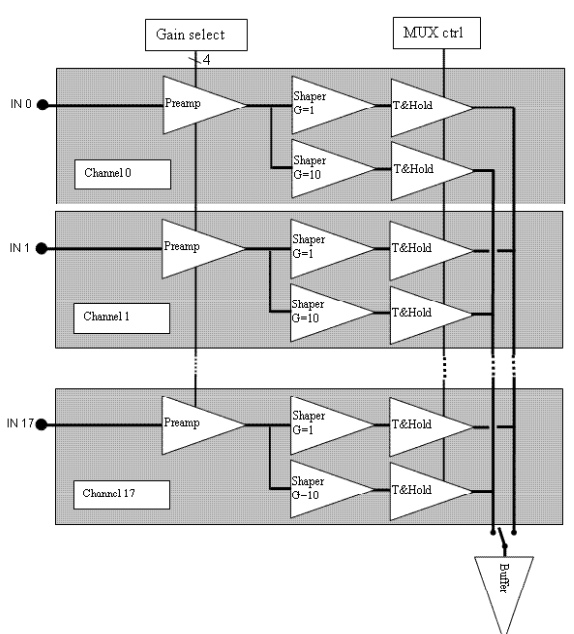 Gain select
MUX ctrl
4
IN 0
Preamp
Shaper
G=1
T&Hold
Shaper
G=10
T&Hold
Channel 0
IN 1
Preamp
Shaper
G=1
T&Hold
Shaper
G=10
T&Hold
Channel 1
IN 17
Preamp
Shaper
G=1
T&Hold
Shaper
G=10
T&Hold
Channel 17
Buffer